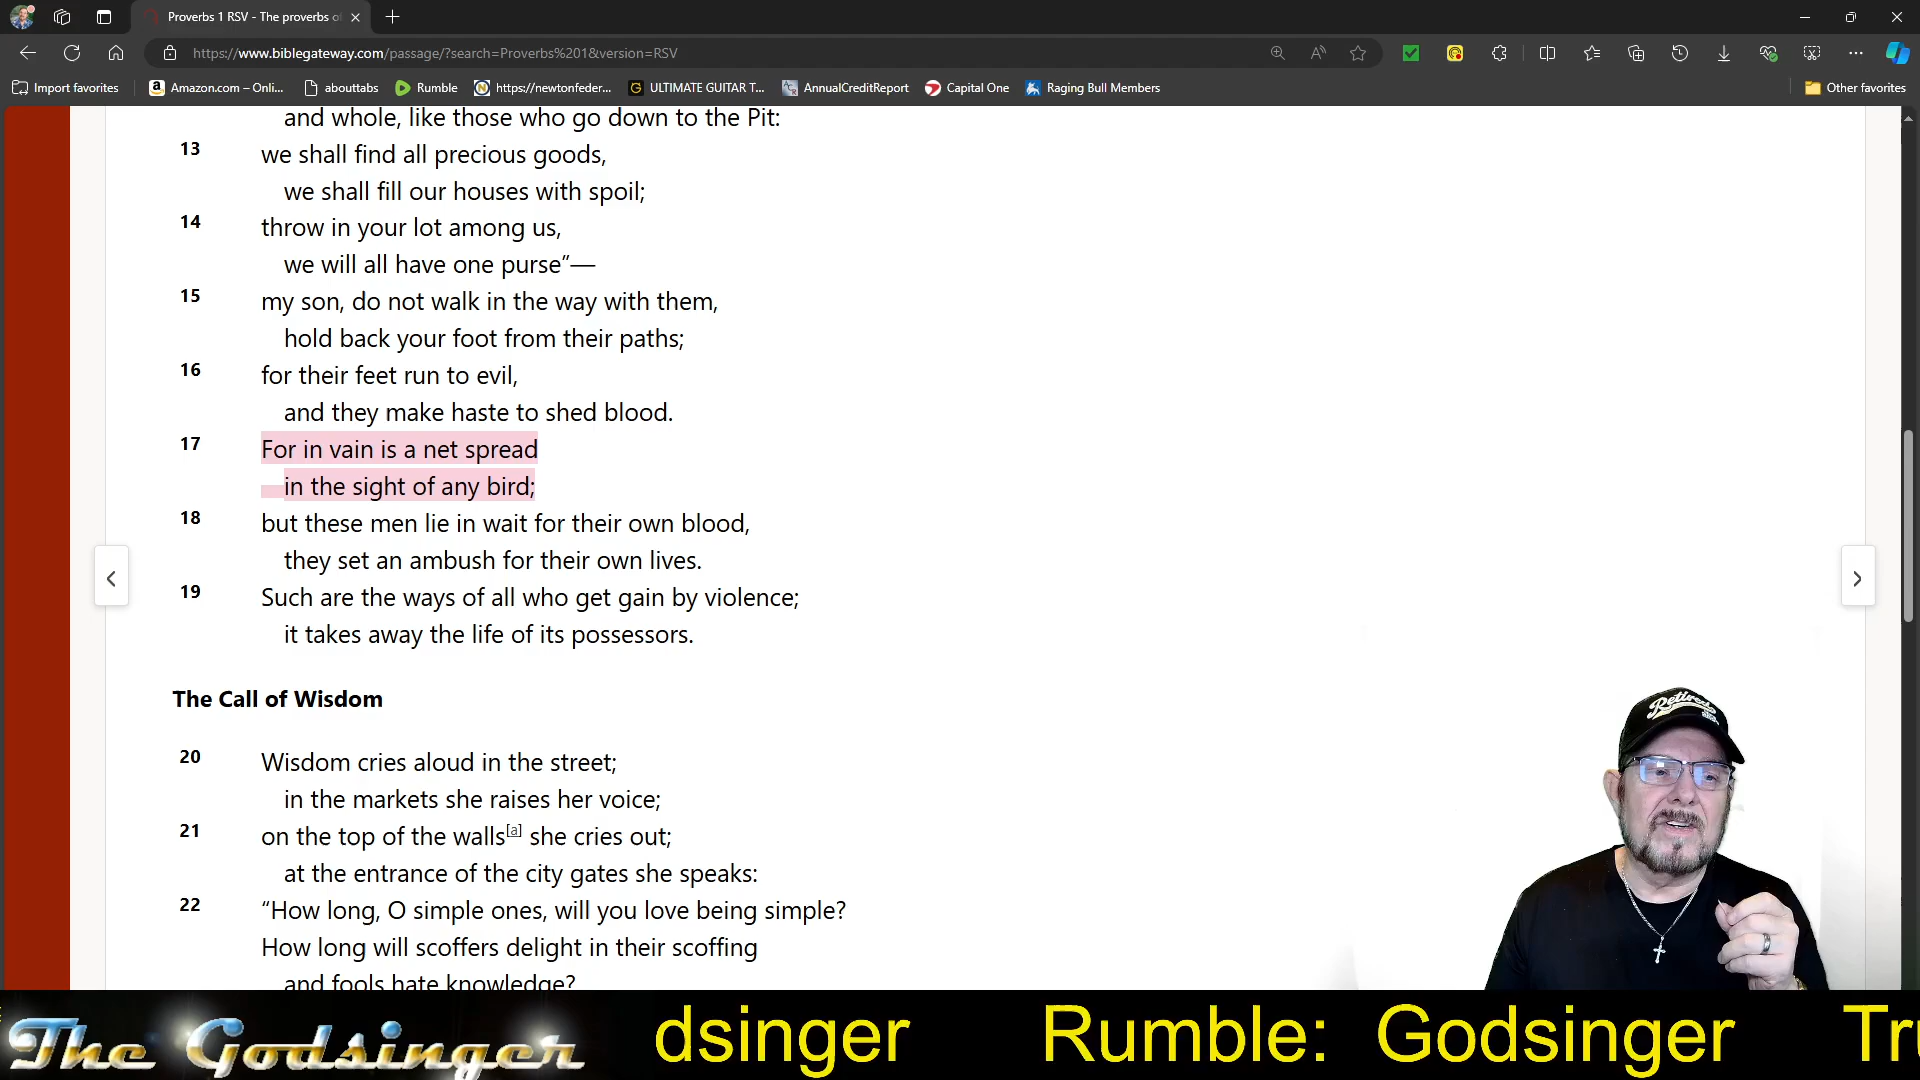 Proverbs 1 RSV - The proverbs of
https://www.biblegateway.com/passage/?search=Proverbs%201&version=RSV
Import favorites
Amazon.com – Onli...
abouttabs
Rumble
https://newtonfeder...
ULTIMATE GUITAR T...
AnnualCreditReport
Capital One
Raging Bull Members
Other favorites
and whole, like those who go down to the Pit:
13 we shall find all precious goods,
we shall fill our houses with spoil;
14 throw in your lot among us,
we will all have one purse”—
15 my son, do not walk in the way with them,
hold back your foot from their paths;
16 for their feet run to evil,
and they make haste to shed blood.
17 For in vain is a net spread
in the sight of any bird;
18 but these men lie in wait for their own blood,
they set an ambush for their own lives.
19 Such are the ways of all who get gain by violence;
it takes away the life of its possessors.
The Call of Wisdom
20 Wisdom cries aloud in the street;
in the markets she raises her voice;
21 on the top of the walls[a] she cries out;
at the entrance of the city gates she speaks:
22 “How long, O simple ones, will you love being simple?
How long will scoffers delight in their scoffing
and fools hate knowledge?
Retired
The Godsinger
dsinger Rumble: Godsinger Tru